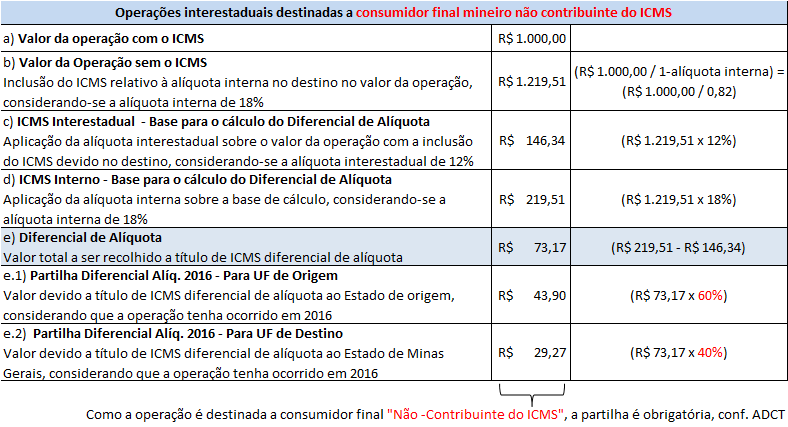 Operações interestaduais destinadas a consumidor final mineiro não contribuinte do ICMS
a) Valor da operação com o ICMS
R$ 1.000,00
b) Valor da Operação sem o ICMS
Inclusão do ICMS relativo à alíquota interna no destino no valor da operação,
considerando-se a alíquota interna de 18%
R$ 1.219,51
(R$ 1.000,00 / 1-alíquota interna) =
(R$ 1.000,00 / 0,82)
c) ICMS Interestadual - Base para o cálculo do Diferencial de Alíquota
Aplicação da alíquota interestadual sobre o valor da operação com a inclusão
do ICMS devido no destino, considerando-se a alíquota interestadual de 12%
R$ 146,34
(R$ 1.219,51 x 12%)
d) ICMS Interno - Base para o cálculo do Diferencial de Alíquota
Aplicação da alíquota interna sobre a base de cálculo, considerando-se a
alíquota interna de 18%
R$ 219,51
(R$ 1.219,51 x 18%)
e) Diferencial de Alíquota
Valor total a ser recolhido a título de ICMS diferencial de alíquota
R$ 73,17
(R$ 219,51 - R$ 146,34)
e.1) Partilha Diferencial Alíq. 2016 - Para UF de Origem
Valor devido a título de ICMS diferencial de alíquota ao Estado de origem,
considerando que a operação tenha ocorrido em 2016
R$ 43,90
(R$ 73,17 x 60%)
e.2) Partilha Diferencial Alíq. 2016 - Para UF de Destino
Valor devido a título de ICMS diferencial de alíquota ao Estado de Minas
Gerais, considerando que a operação tenha ocorrido em 2016
R$ 29,27
(R$ 73,17 x 40%)
Como a operação é destinada a consumidor final "Não -Contribuinte do ICMS", a partilha é obrigatória, conf. ADCT